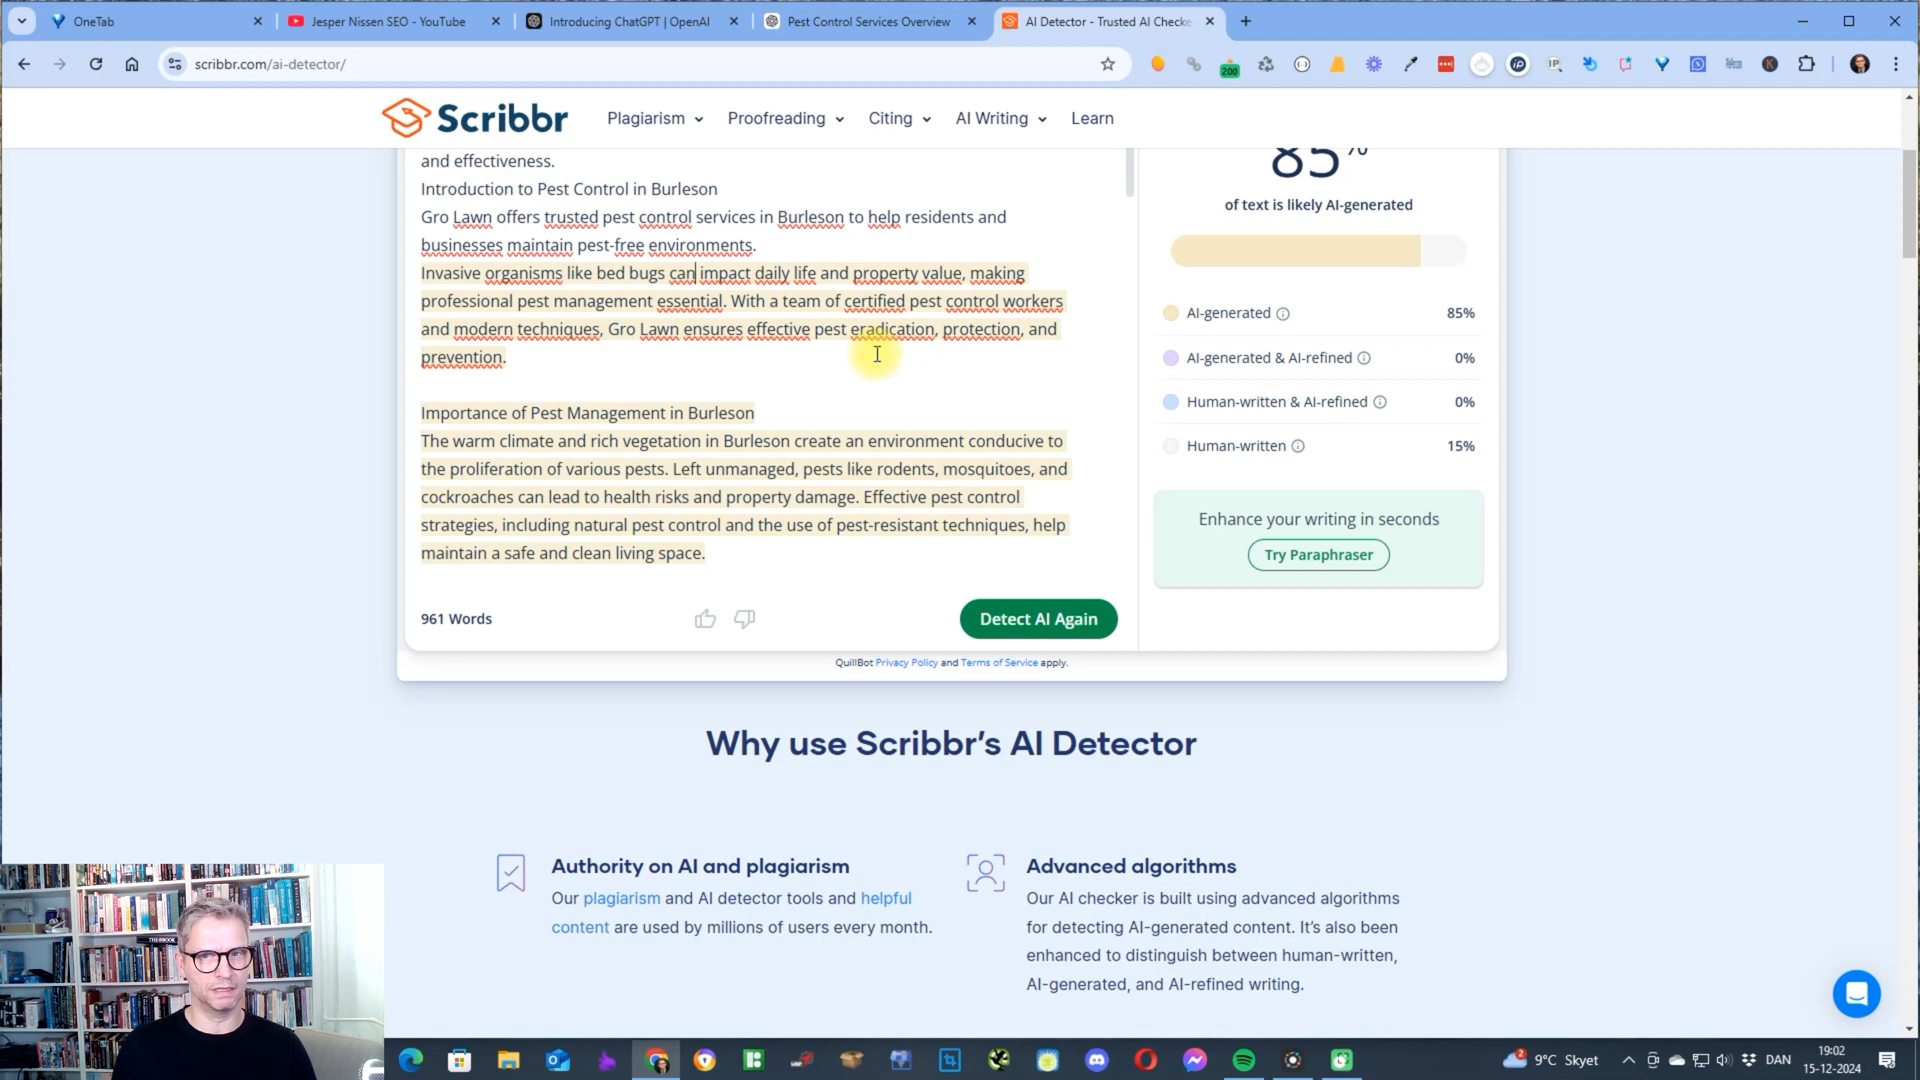 OneTab
Jesper Nissen SEO - YouTube
Introducing ChatGPT | OpenAI
Pest Control Services Overview
AI Detector - Trusted AI Checke
scribbr.com/ai-detector/
200
Scribbr
Plagiarism
Proofreading
Citing
AI Writing
Learn
and effectiveness.
Introduction to Pest Control in Burleson
Gro Lawn offers trusted pest control services in Burleson to help residents and
businesses maintain pest-free environments.
Invasive organisms like bed bugs can impact daily life and property value, making
professional pest management essential. With a team of certified pest control workers
and modern techniques, Gro Lawn ensures effective pest eradication, protection, and
prevention.
Importance of Pest Management in Burleson
The warm climate and rich vegetation in Burleson create an environment conducive to
the proliferation of various pests. Left unmanaged, pests like rodents, mosquitoes, and
cockroaches can lead to health risks and property damage. Effective pest control
strategies, including natural pest control and the use of pest-resistant techniques, help
maintain a safe and clean living space.
961 Words
Detect AI Again
85%
of text is likely AI-generated
AI-generated 85%
AI-generated & AI-refined 0%
Human-written & AI-refined 0%
Human-written 15%
Enhance your writing in seconds
Try Paraphraser
QuillBot Privacy Policy and Terms of Service apply.
Why use Scribbr's AI Detector
Authority on AI and plagiarism
Our plagiarism and AI detector tools and helpful
content are used by millions of users every month.
Advanced algorithms
Our AI checker is built using advanced algorithms
for detecting AI-generated content. It's also been
enhanced to distinguish between human-written,
AI-generated, and AI-refined writing.
2
9°C Skyet
DAN
19:02
15-12-2024